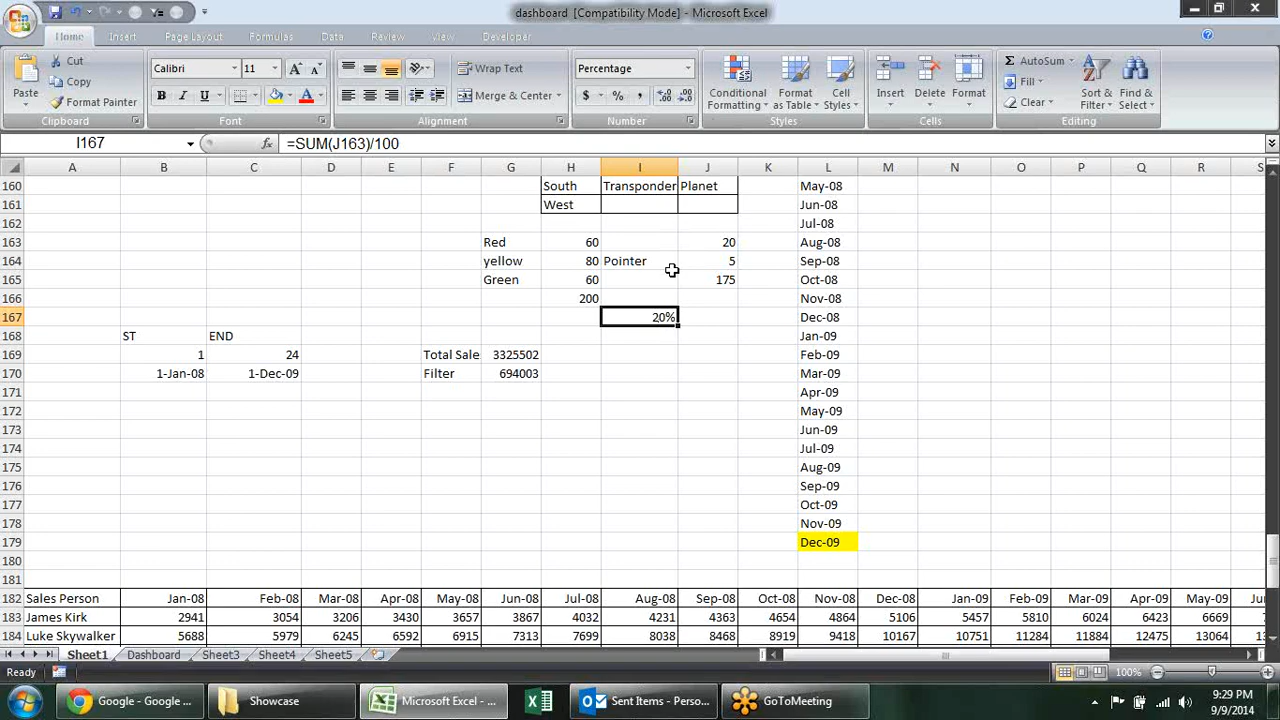 dashboard [Compatibility Mode] - Microsoft Excel
Home Insert Page Layout Formulas Data Review View Developer
Paste Cut Copy Format Painter
Calibri 11
Wrap Text
Merge & Center
Percentage
Conditional Formatting Format as Table Cell Styles
Insert Delete Format
AutoSum Fill Clear
Sort & Filter Find & Select
Clipboard Font Alignment Number Styles Cells Editing
I167 fx =SUM(J163)/100
A B C D E F G H I J K L M N O P Q R S
160 South Transponder Planet May-08
161 West Jun-08
162 Jul-08
163 Red 60 20 Aug-08
164 yellow 80 Pointer 5 Sep-08
165 Green 60 175 Oct-08
166 200 Nov-08
167 20% Dec-08
168 ST END Jan-09
169 1 24 Total Sale 3325502 Feb-09
170 1-Jan-08 1-Dec-09 Filter 694003 Mar-09
171 Apr-09
172 May-09
173 Jun-09
174 Jul-09
175 Aug-09
176 Sep-09
177 Oct-09
178 Nov-09
179 Dec-09
180
181
182 Sales Person Jan-08 Feb-08 Mar-08 Apr-08 May-08 Jun-08 Jul-08 Aug-08 Sep-08 Oct-08 Nov-08 Dec-08 Jan-09 Feb-09 Mar-09 Apr-09 May-09
183 James Kirk 2941 3054 3206 3430 3657 3867 4032 4231 4363 4654 4864 5106 5457 5810 6024 6423 6669
184 Luke Skywalker 5688 5979 6245 6592 6915 7313 7699 8038 8468 8919 9418 10167 10751 11284 11884 12475 13064
Sheet1 Dashboard Sheet3 Sheet4 Sheet5
Ready 100%
Google - Google ... Showcase Microsoft Excel - ... Sent Items - Perso... GoToMeeting
9:29 PM
9/9/2014